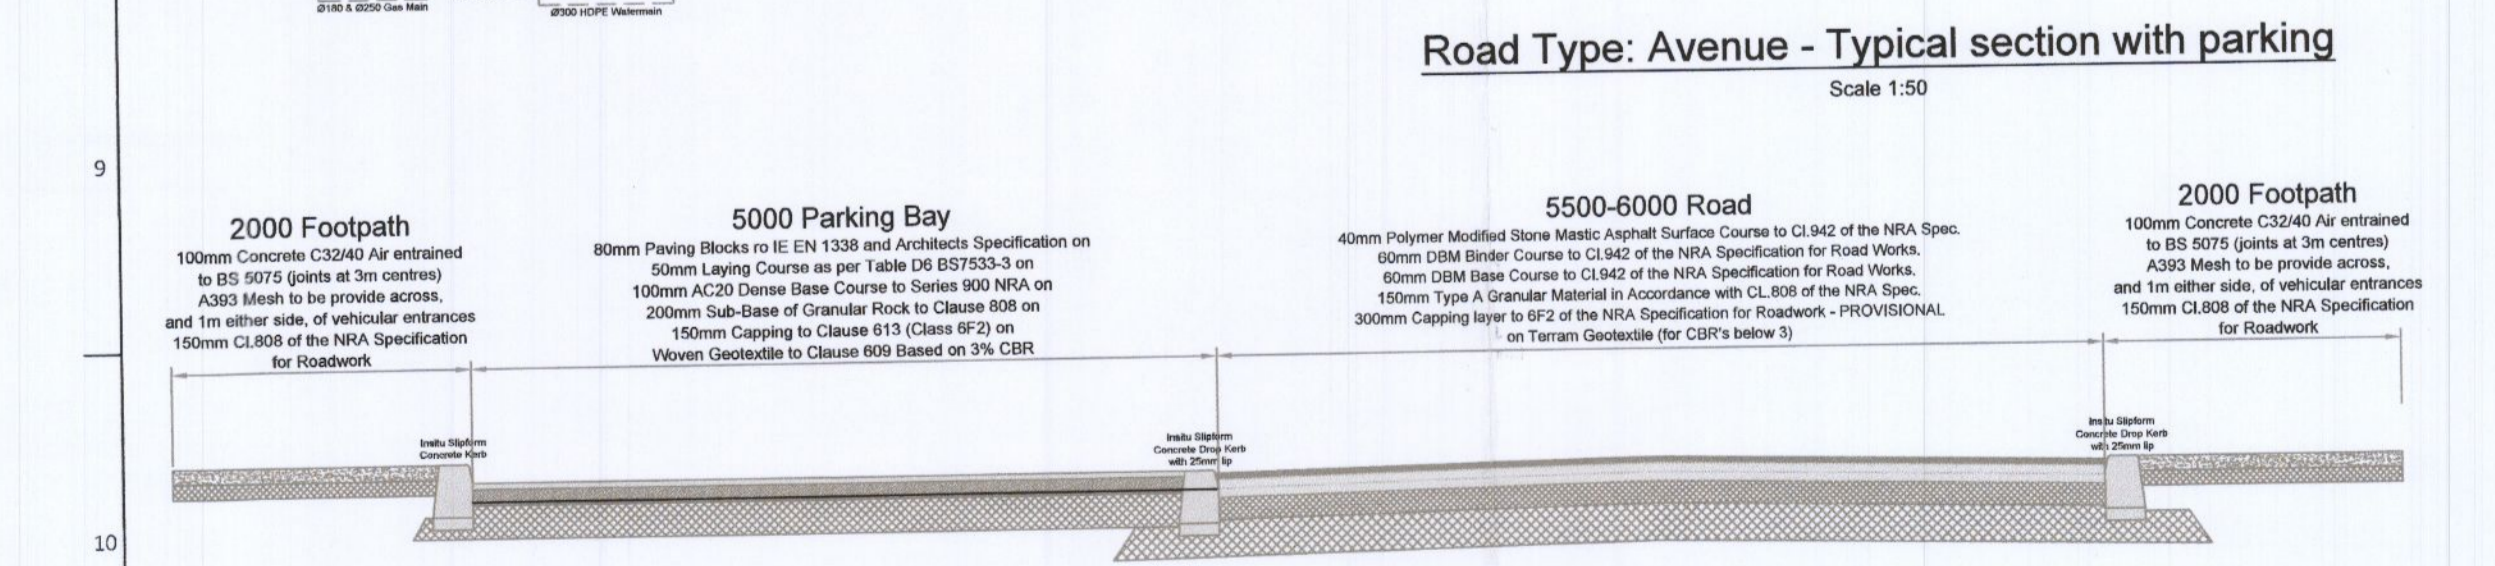 Ø180 & Ø250 Gas Main
Ø300 HDPE Watermain
Road Type: Avenue - Typical section with parking
Scale 1:50
9
2000 Footpath
100mm Concrete C32/40 Air entrained
to BS 5075 (joints at 3m centres)
A393 Mesh to be provide across,
and 1m either side, of vehicular entrances
150mm Cl.808 of the NRA Specification
for Roadwork
5000 Parking Bay
80mm Paving Blocks ro IE EN 1338 and Architects Specification on
50mm Laying Course as per Table D6 BS7533-3 on
100mm AC20 Dense Base Course to Series 900 NRA on
200mm Sub-Base of Granular Rock to Clause 808 on
150mm Capping to Clause 613 (Class 6F2) on
Woven Geotextile to Clause 609 Based on 3% CBR
5500-6000 Road
40mm Polymer Modified Stone Mastic Asphalt Surface Course to Cl.942 of the NRA Spec.
60mm DBM Binder Course to Cl.942 of the NRA Specification for Road Works.
60mm DBM Base Course to Cl.942 of the NRA Specification for Road Works.
150mm Type A Granular Material in Accordance with CL.808 of the NRA Spec.
300mm Capping layer to 6F2 of the NRA Specification for Roadwork - PROVISIONAL
on Terram Geotextile (for CBR's below 3)
2000 Footpath
100mm Concrete C32/40 Air entrained
to BS 5075 (joints at 3m centres)
A393 Mesh to be provide across,
and 1m either side, of vehicular entrances
150mm Cl.808 of the NRA Specification
for Roadwork
Insitu Slipform
Concrete Kerb
Insitu Slipform
Concrete Drop Kerb
with 25mm lip
Insitu Slipform
Concrete Drop Kerb
with 25mm lip
10